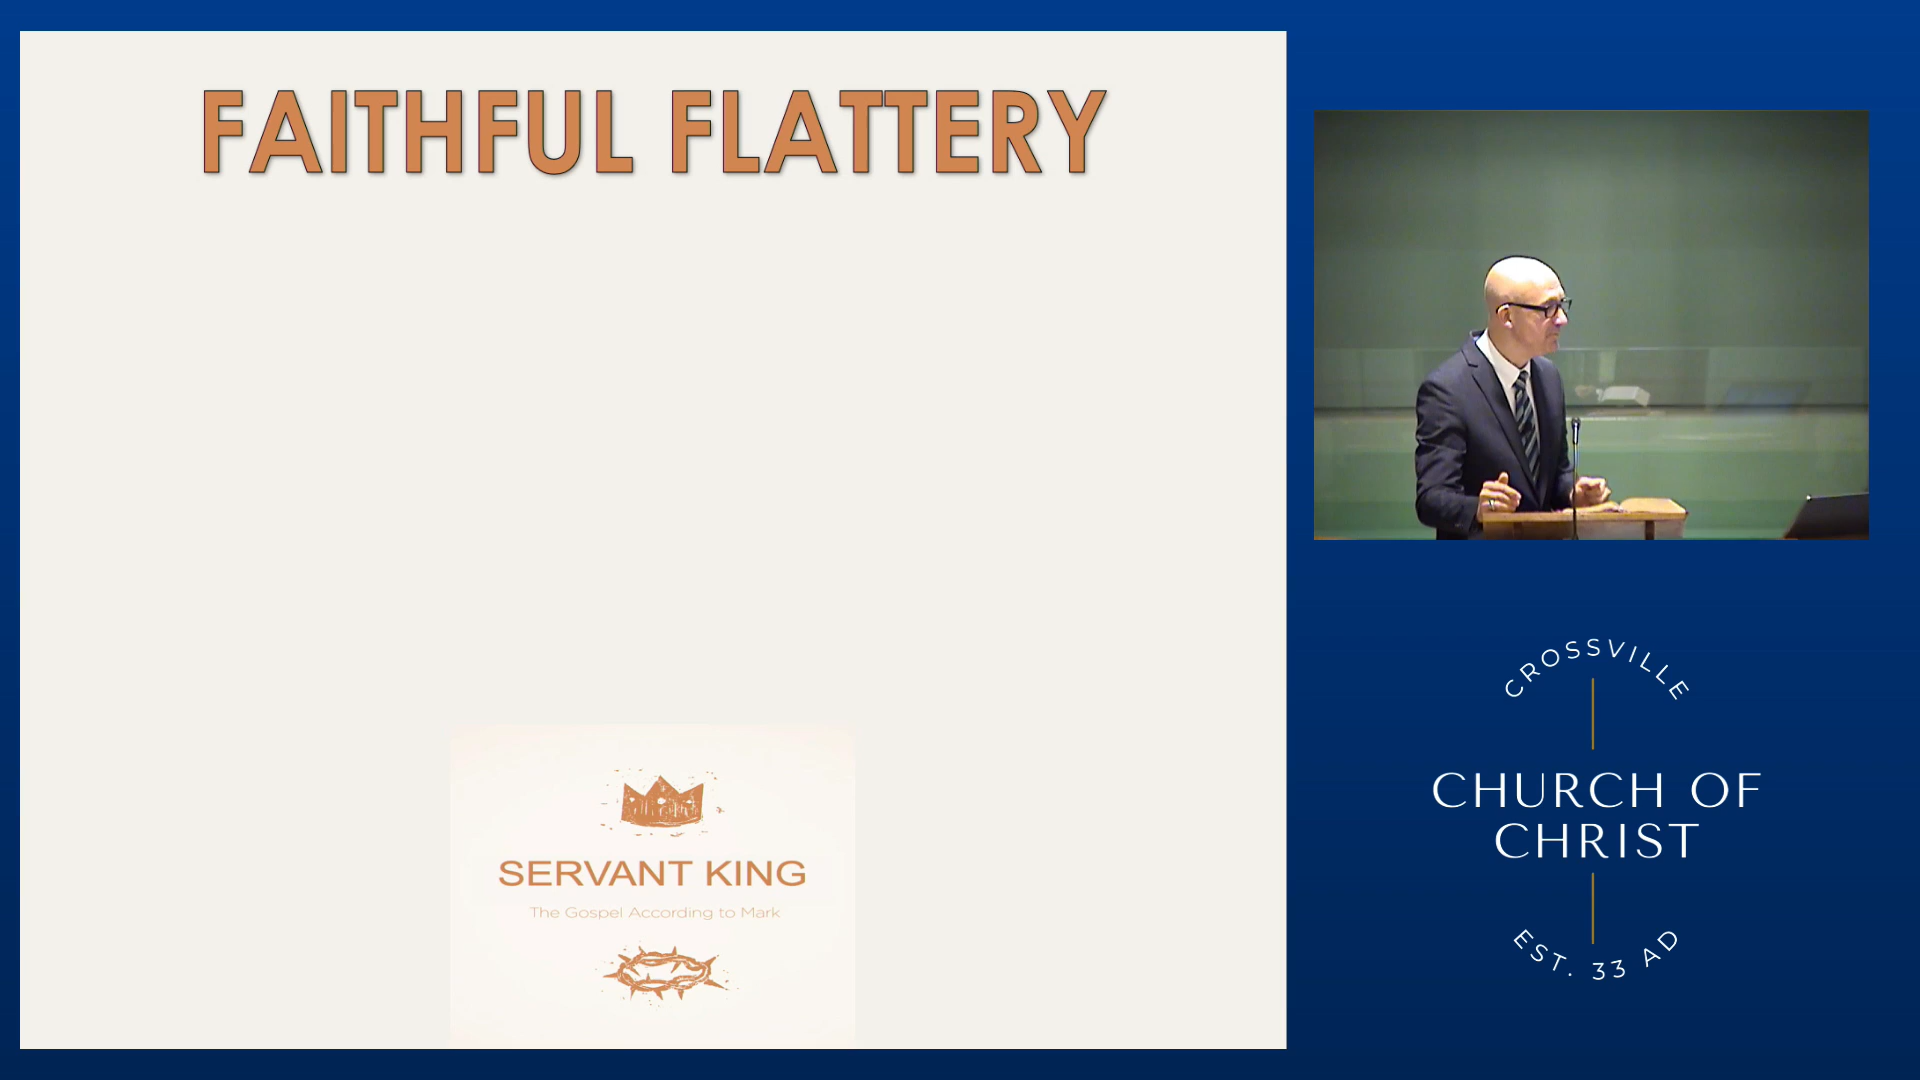 FAITHFUL FLATTERY
SERVANT KING
The Gospel According to Mark
CROSSVILLE
CHURCH OF
CHRIST
EST. 33 AD